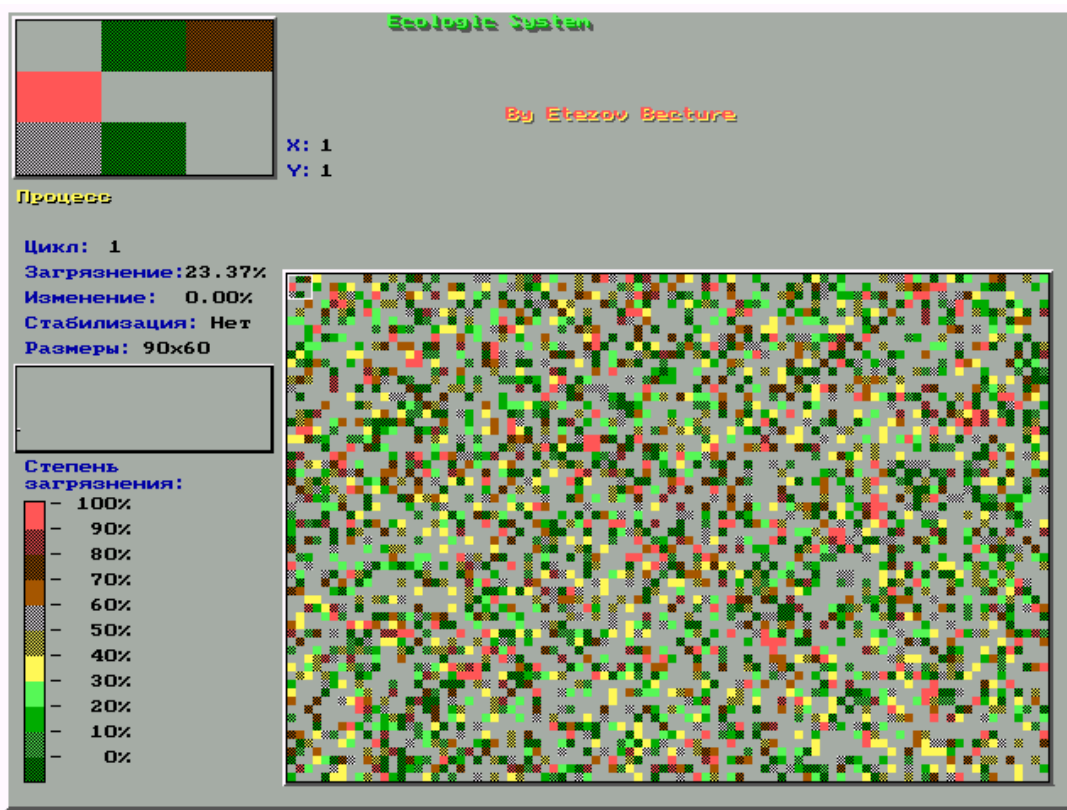 Ecologic System
By Etezov Becture
X: 1
Y: 1
Процесс
Цикл: 1
Загрязнение:23.37%
Изменение: 0.00%
Стабилизация: Нет
Размеры: 90x60
Степень
загрязнения:
100%
90%
80%
70%
60%
50%
40%
30%
20%
10%
0%